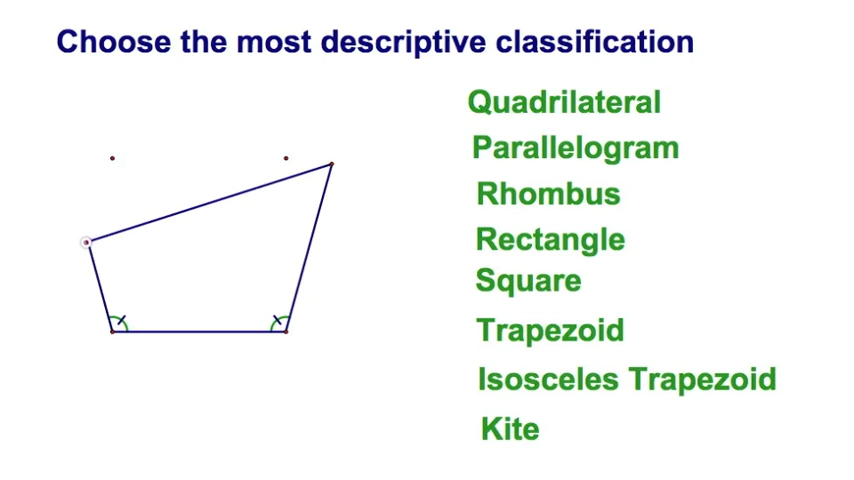 Choose the most descriptive classification
Quadrilateral
Parallelogram
Rhombus
Rectangle
Square
Trapezoid
Isosceles Trapezoid
Kite